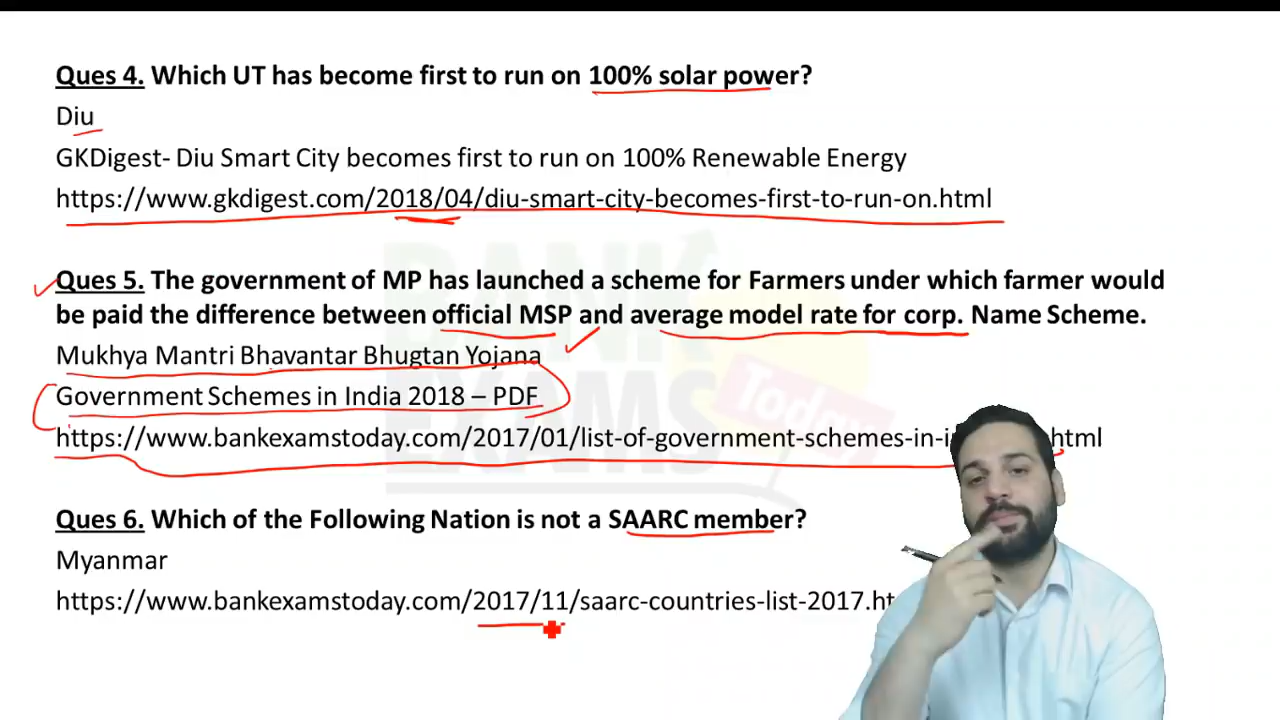 Ques 4. Which UT has become first to run on 100% solar power?
Diu
GKDigest- Diu Smart City becomes first to run on 100% Renewable Energy
https://www.gkdigest.com/2018/04/diu-smart-city-becomes-first-to-run-on.html
Ques 5. The government of MP has launched a scheme for Farmers under which farmer would
be paid the difference between official MSP and average model rate for corp. Name Scheme.
Mukhya Mantri Bhavantar Bhugtan Yojana
Government Schemes in India 2018 – PDF
https://www.bankexamstoday.com/2017/01/list-of-government-schemes-in-i html
Ques 6. Which of the Following Nation is not a SAARC member?
Myanmar
https://www.bankexamstoday.com/2017/11/saarc-countries-list-2017.ht
BANK
EXAMS
Today